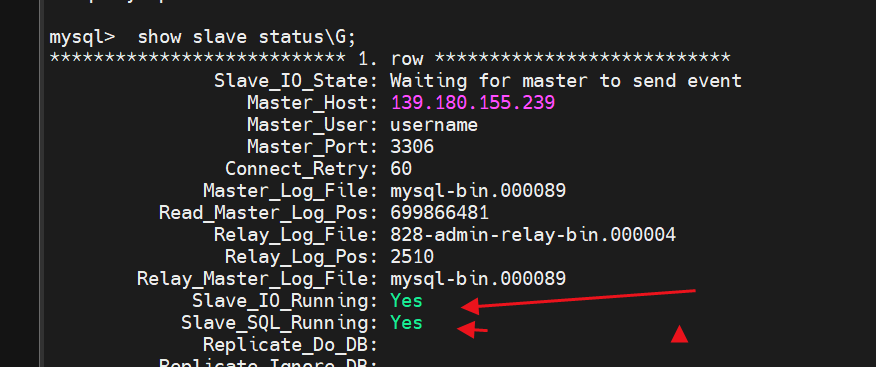 mysql>  show slave status\G;
*************************** 1. row ***************************
Slave_IO_State: Waiting for master to send event
Master_Host: 139.180.155.239
Master_User: username
Master_Port: 3306
Connect_Retry: 60
Master_Log_File: mysql-bin.000089
Read_Master_Log_Pos: 699866481
Relay_Log_File: 828-admin-relay-bin.000004
Relay_Log_Pos: 2510
Relay_Master_Log_File: mysql-bin.000089
Slave_IO_Running: Yes
Slave_SQL_Running: Yes
Replicate_Do_DB:
Replicate_Ignore_DB: